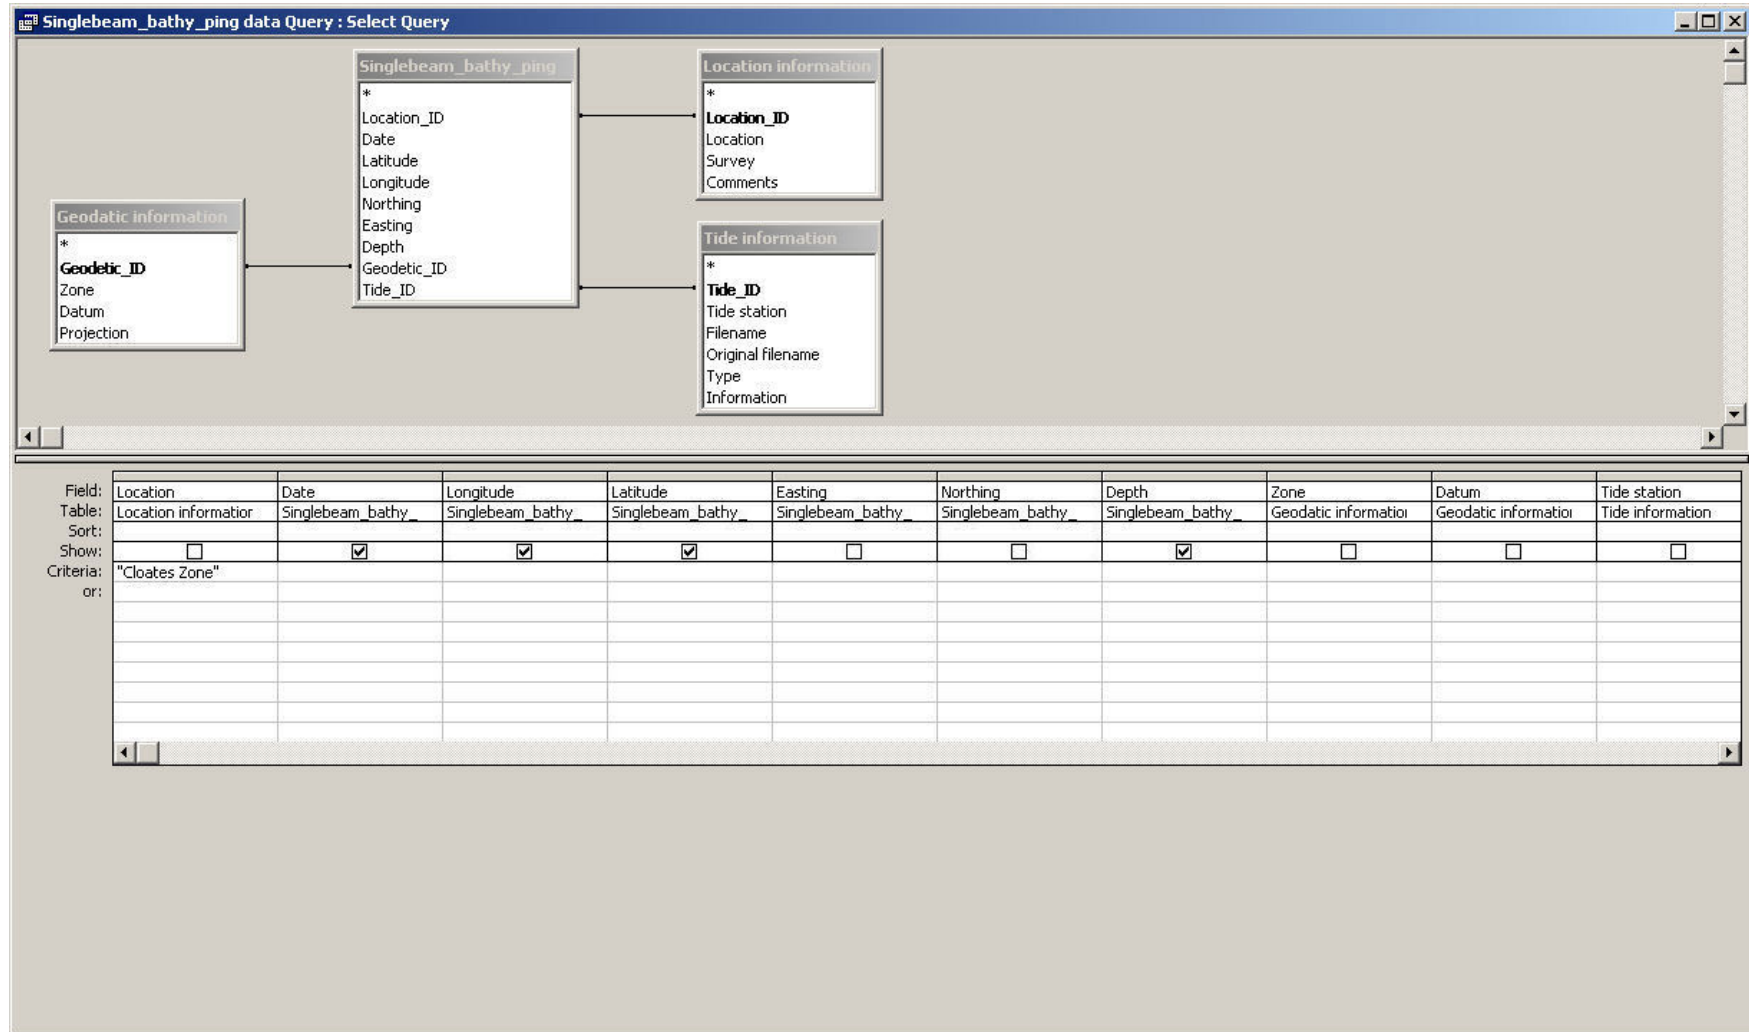 Singlebeam_bathy_ping data Query : Select Query
Singlebeam_bathy_ping
*
Location_ID
Date
Latitude
Longitude
Northing
Easting
Depth
Geodetic_ID
Tide_ID
Location information
*
Location_ID
Location
Survey
Comments
Geodatic information
*
Geodetic_ID
Zone
Datum
Projection
Tide information
*
Tide_ID
Tide station
Filename
Original filename
Type
Information
Field: Location Date Longitude Latitude Easting Northing Depth Zone Datum Tide station
Table: Location information Singlebeam_bathy_ Singlebeam_bathy_ Singlebeam_bathy_ Singlebeam_bathy_ Singlebeam_bathy_ Singlebeam_bathy_ Geodatic informatio Geodatic informatio Tide information
Sort:
Show:
Criteria: "Cloates Zone"
or: